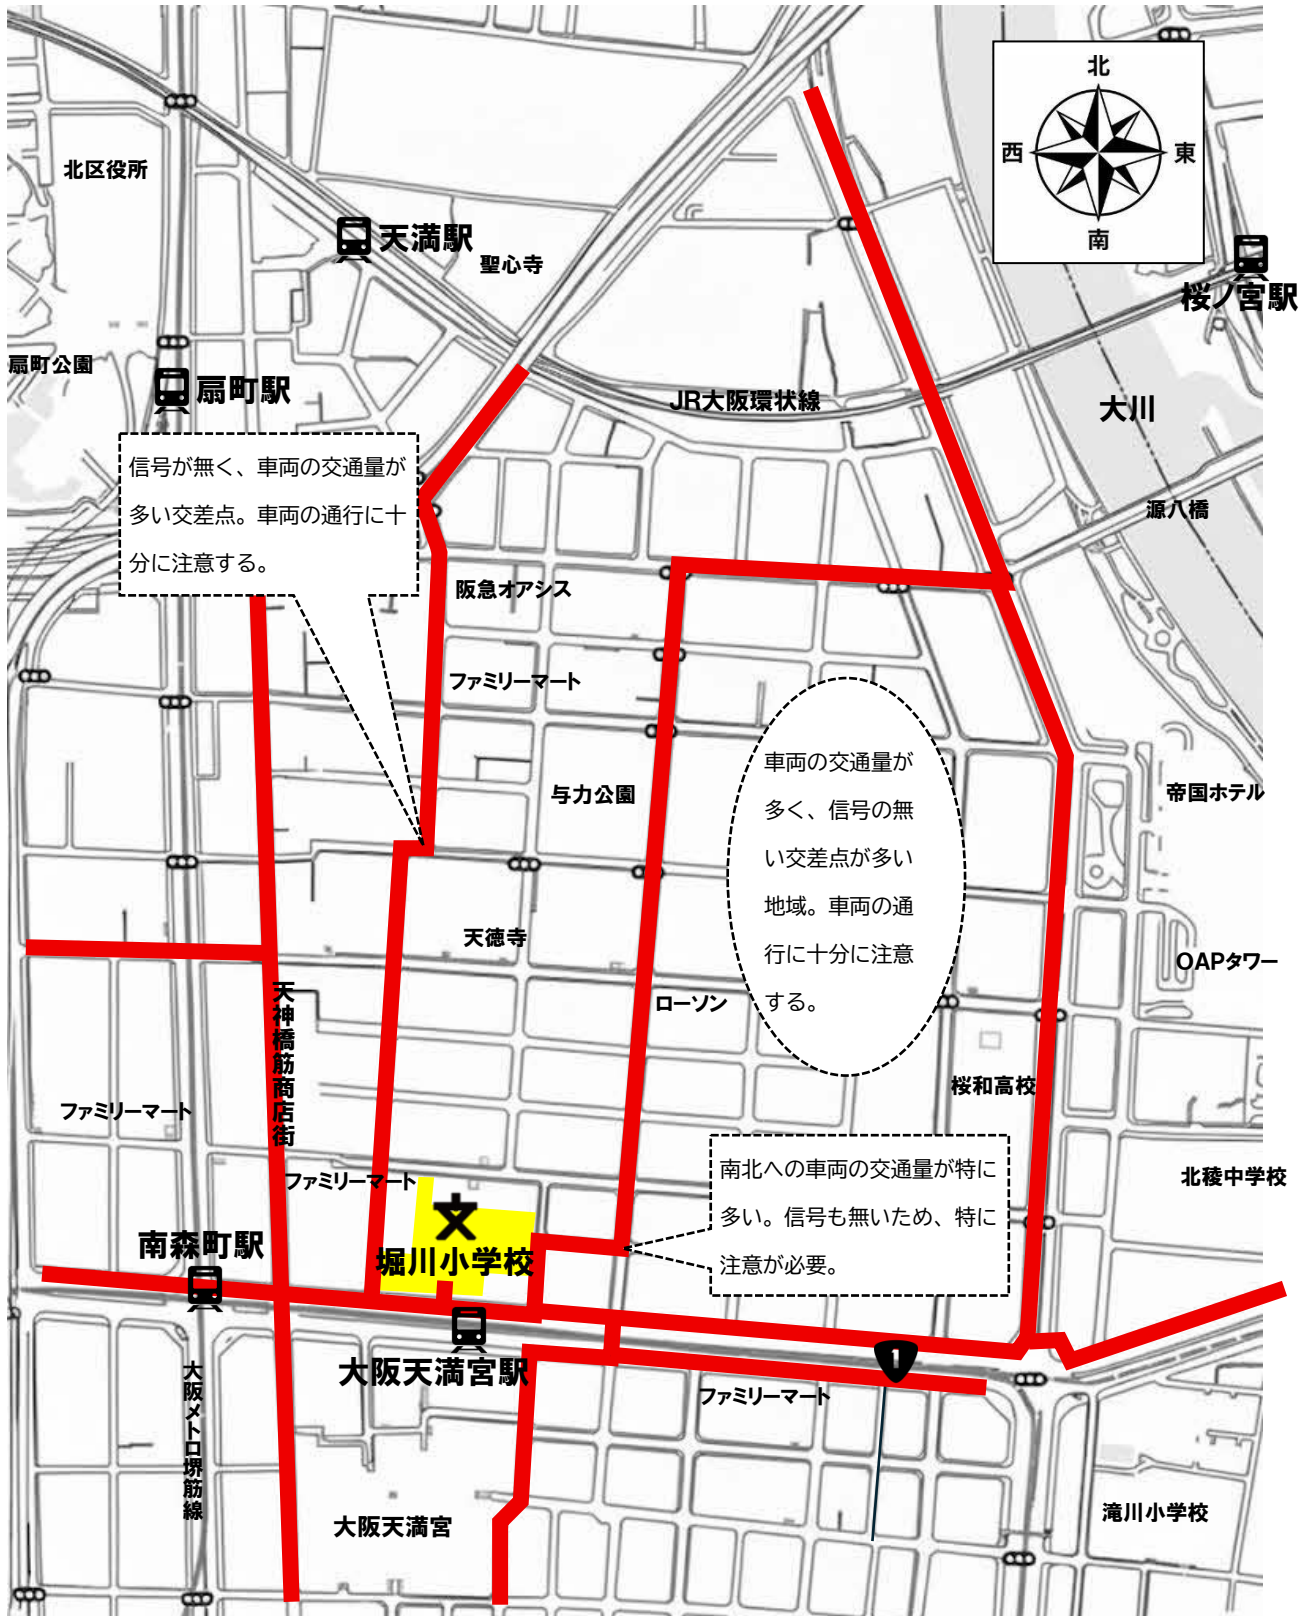 北
西
東
南
北区役所
天満駅
聖心寺
桜ノ宮駅
扇町公園
扇町駅
JR大阪環状線
大川
信号が無く、車両の交通量が
多い交差点。車両の通行に十
分に注意する。
源八橋
阪急オアシス
ファミリーマート
車両の交通量が
多く、信号の無
い交差点が多い
地域。車両の通
行に十分に注意
する。
与力公園
帝国ホテル
天徳寺
OAPタワー
ローソン
天神橋筋商店街
桜和高校
ファミリーマート
南北への車両の交通量が特に
多い。信号も無いため、特に
注意が必要。
ファミリーマート
北稜中学校
文
南森町駅
堀川小学校
大阪天満宮駅
1
ファミリーマート
大阪メトロ堺筋線
大阪天満宮
滝川小学校